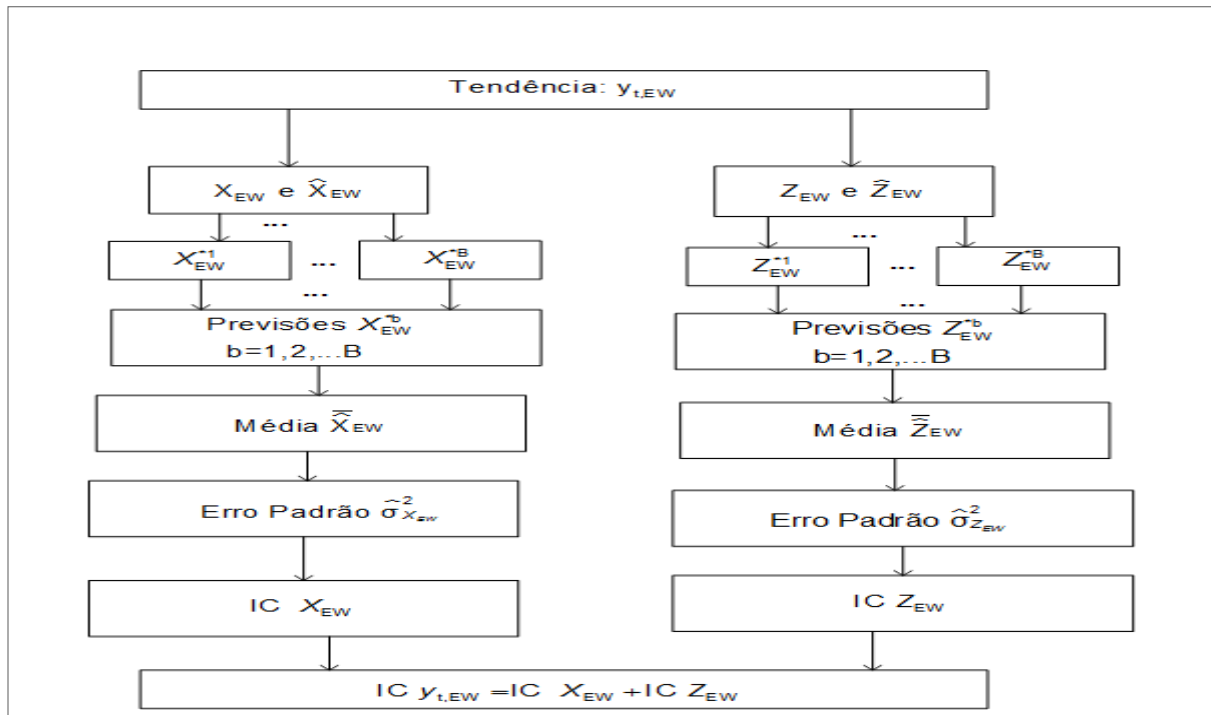 Tendência: y_t,EW
X_EW e X̂_EW
Z_EW e Ẑ_EW
...
...
X*1_EW
...
X*B_EW
Z*1_EW
...
Z*B_EW
...
...
Previsões X*b_EW
b=1,2,...B
Previsões Z*b_EW
b=1,2,...B
Média X̂̄_EW
Média Ẑ̄_EW
Erro Padrão σ̂²_X_EW
Erro Padrão σ̂²_Z_EW
IC X_EW
IC Z_EW
IC y_t,EW =IC X_EW +IC Z_EW